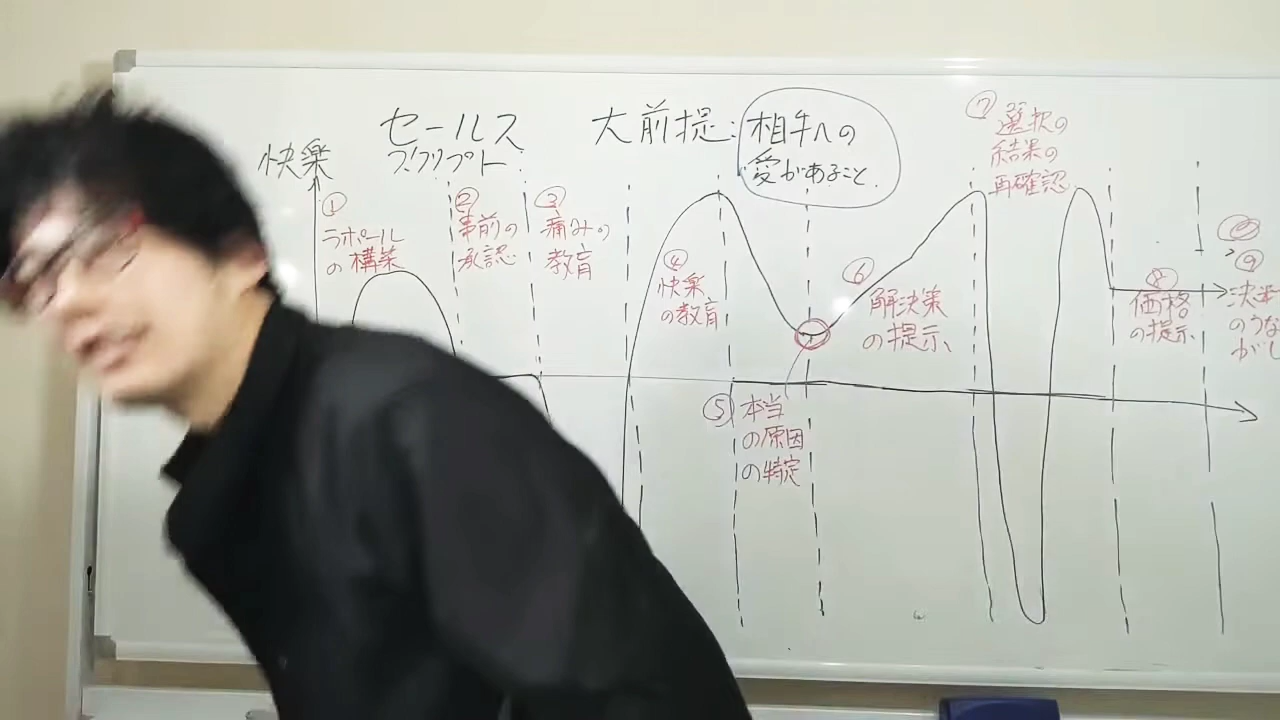 セールス
スクリプト
大前提:
相手への
愛があること.
快楽
①
ラポール
の構築
②
事前の
承認
③
痛みの
教育
④
快楽
の教育
⑤
本当
の原因
の特定
⑥
解決策
の提示
⑦
選択の
結果の
再確認
⑧
価格
の提示
⑨
のうな
がし